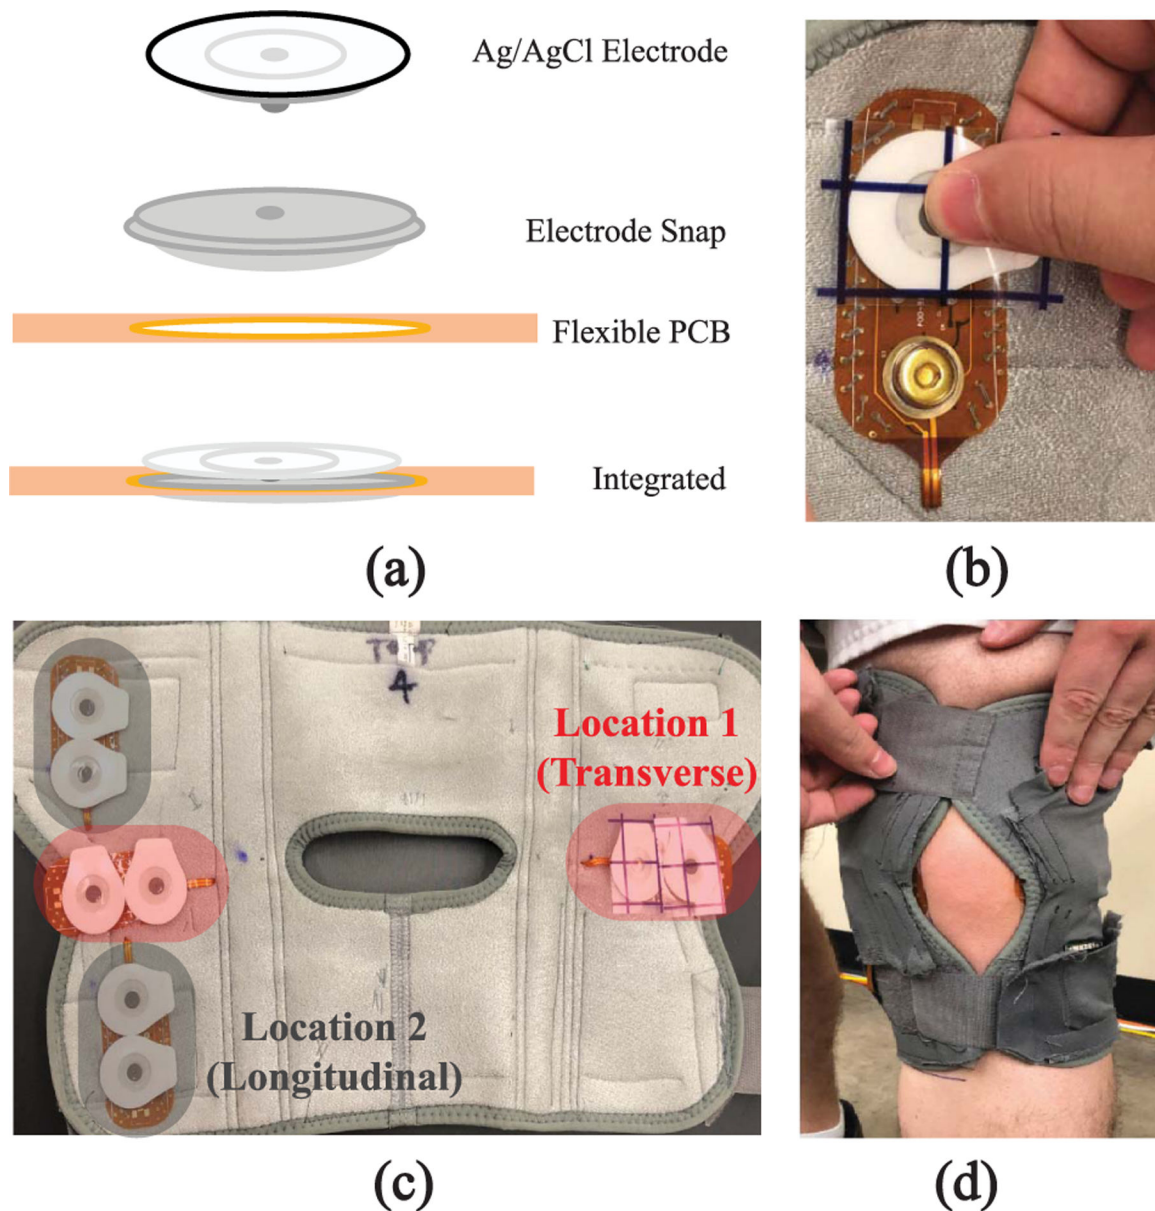 Ag/AgCl Electrode
Electrode Snap
Flexible PCB
Integrated
(a)
(b)
4
Location 1
(Transverse)
Location 2
(Longitudinal)
(c)
(d)